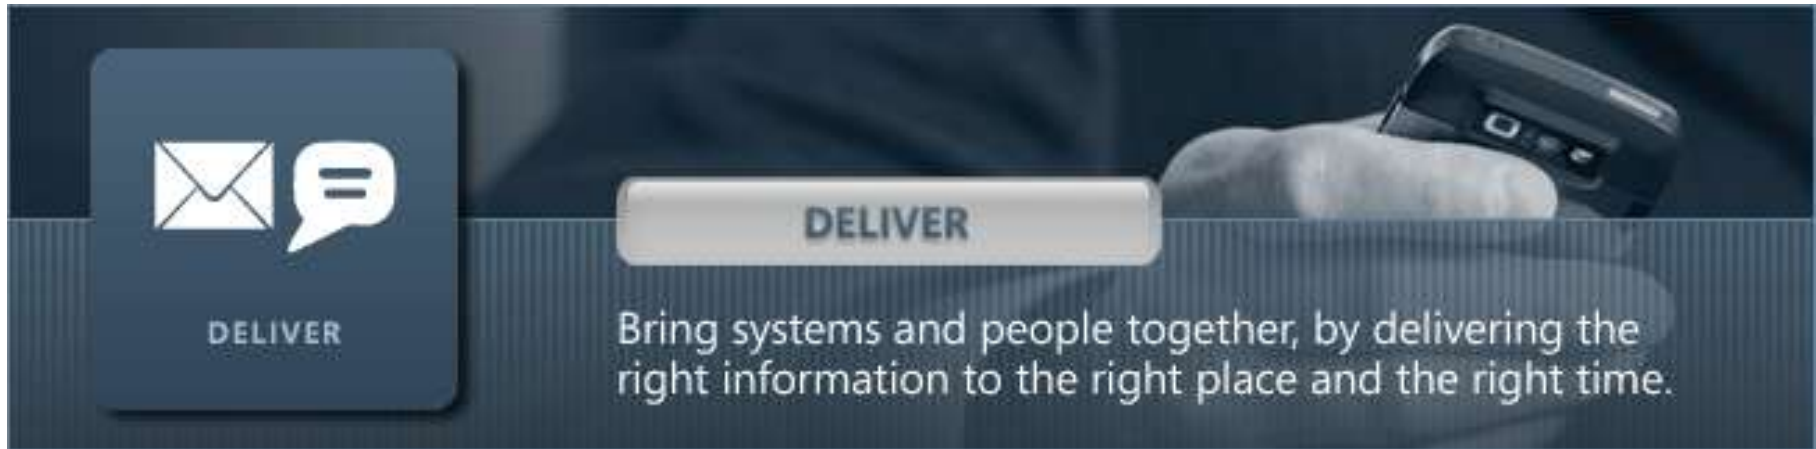 DELIVER
DELIVER
Bring systems and people together, by delivering the
right information to the right place and the right time.